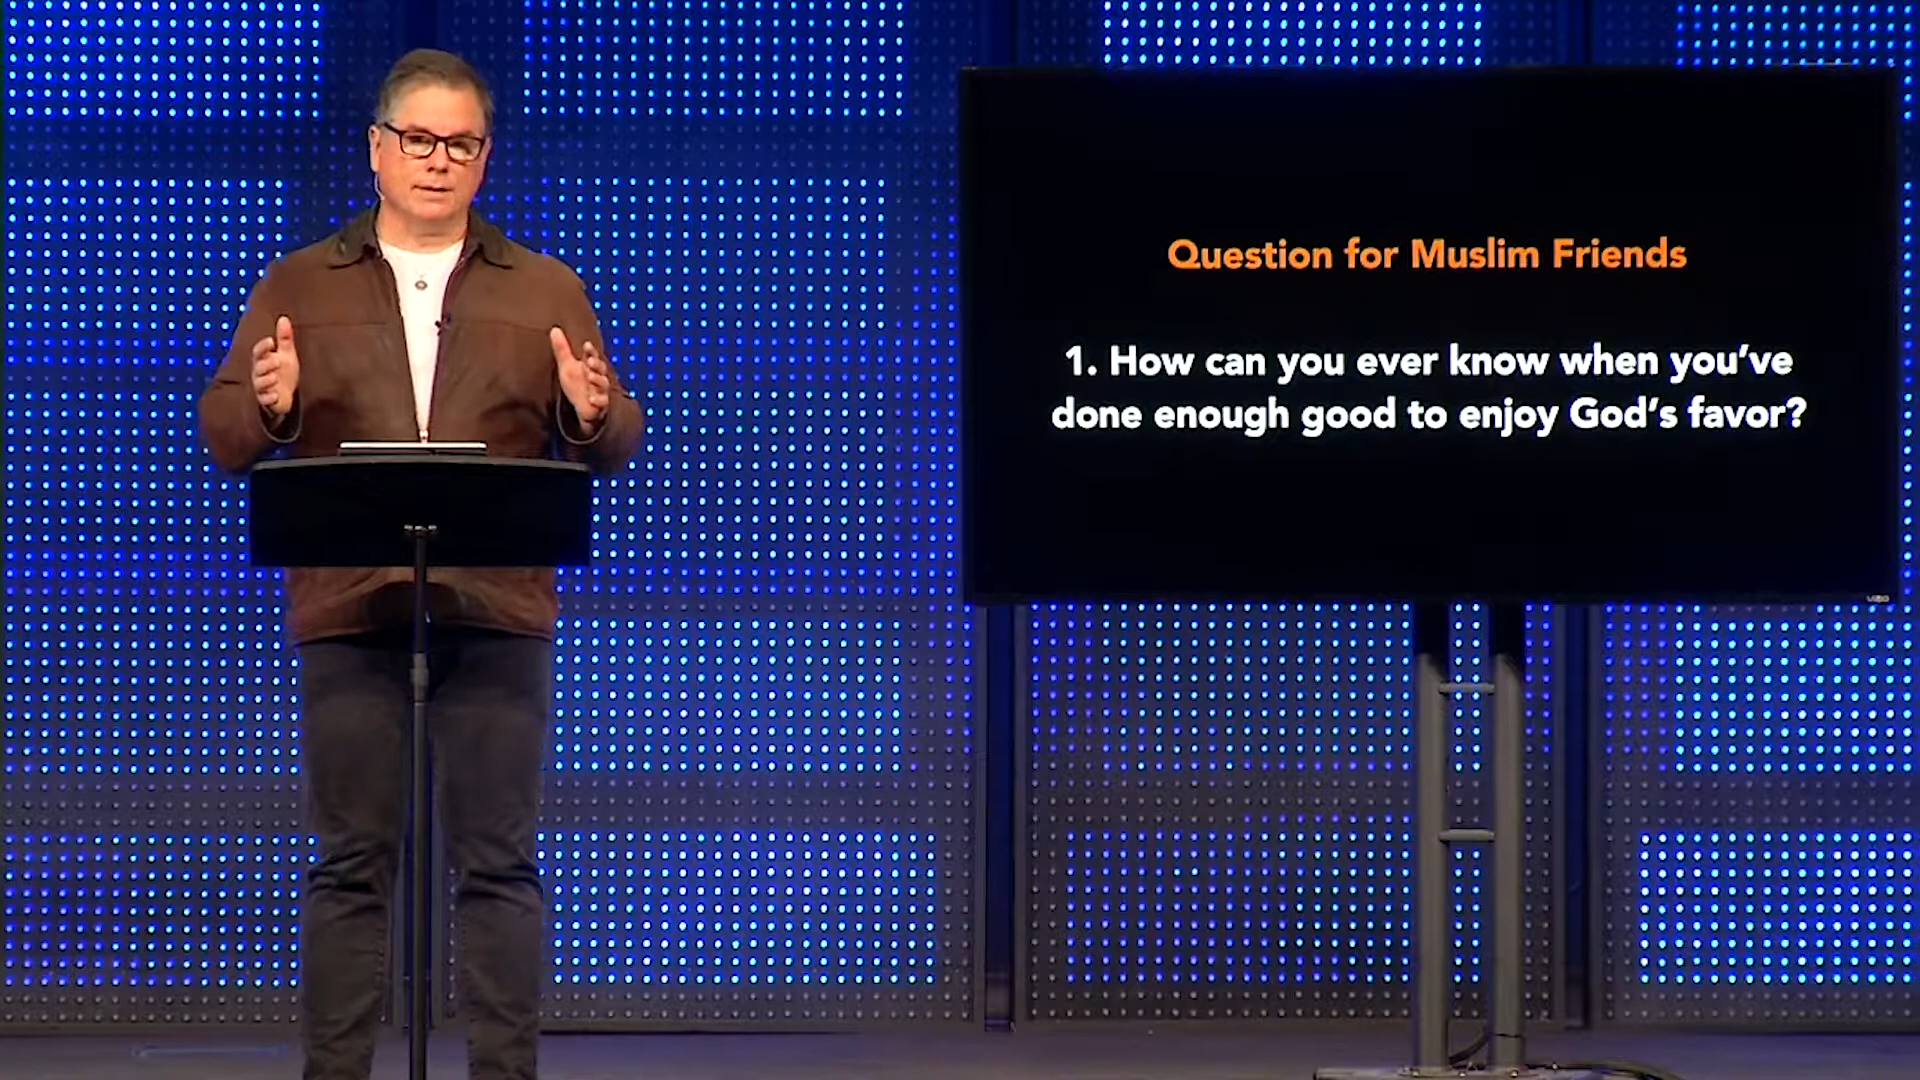 Question for Muslim Friends
1. How can you ever know when you've
done enough good to enjoy God's favor?
VIZIO